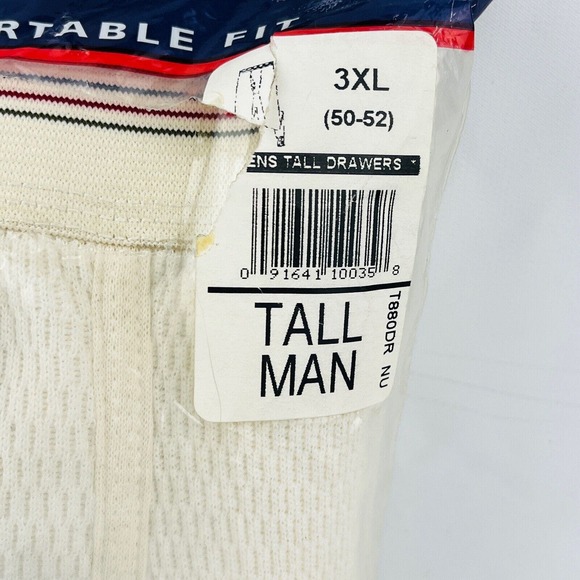 RTABLE FIT
3XL
(50-52)
ENS TALL DRAWERS
0 91641 10035 8
TALL
MAN
T880DR NU